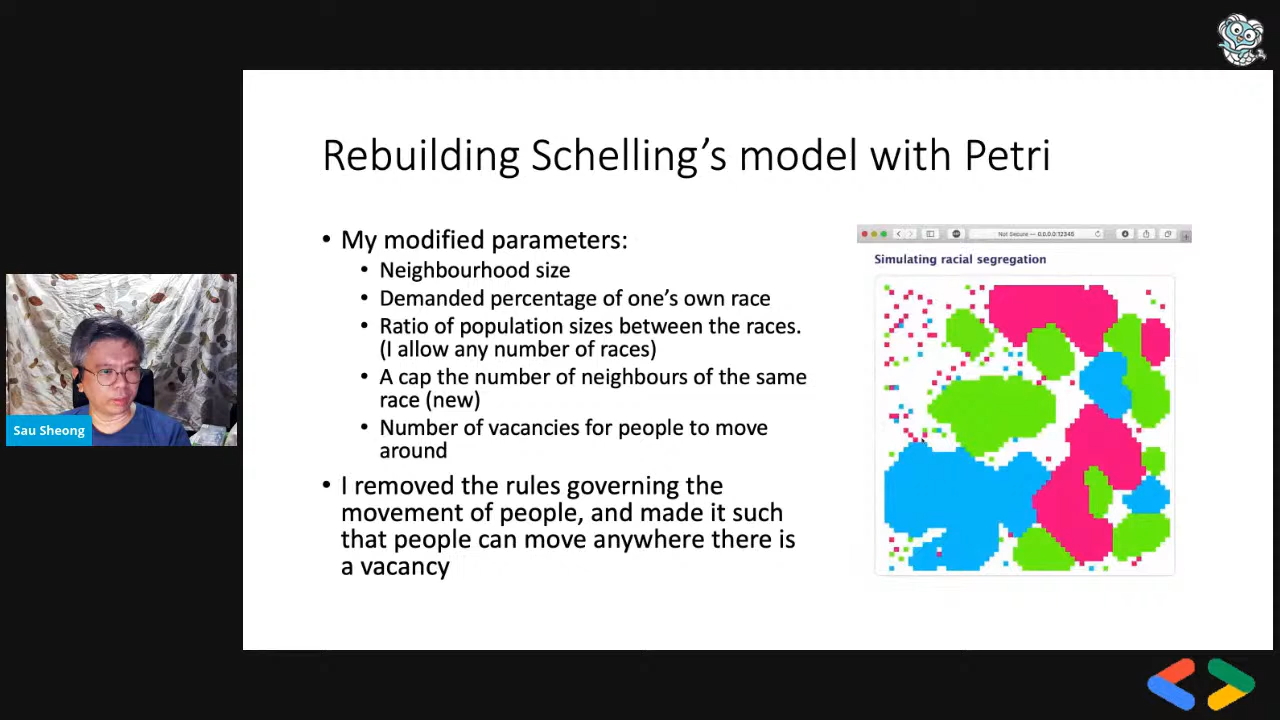 Rebuilding Schelling's model with Petri
• My modified parameters:
• Neighbourhood size
• Demanded percentage of one's own race
• Ratio of population sizes between the races.
(I allow any number of races)
• A cap the number of neighbours of the same
race (new)
• Number of vacancies for people to move
around
• I removed the rules governing the
movement of people, and made it such
that people can move anywhere there is
a vacancy
Not Secure — 0.0.0.0:12345
Simulating racial segregation
Sau Sheong